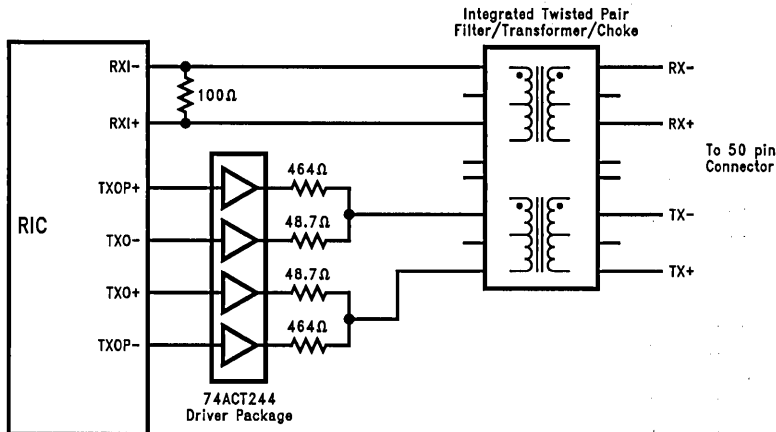 Integrated Twisted Pair
Filter/Transformer/Choke
RXI-
RX-
100Ω
RXI+
RX+
To 50 pin
Connector
464Ω
TXOP+
RIC
48.7Ω
TX-
TXO-
48.7Ω
TXO+
TX+
464Ω
TXOP-
74ACT244
Driver Package